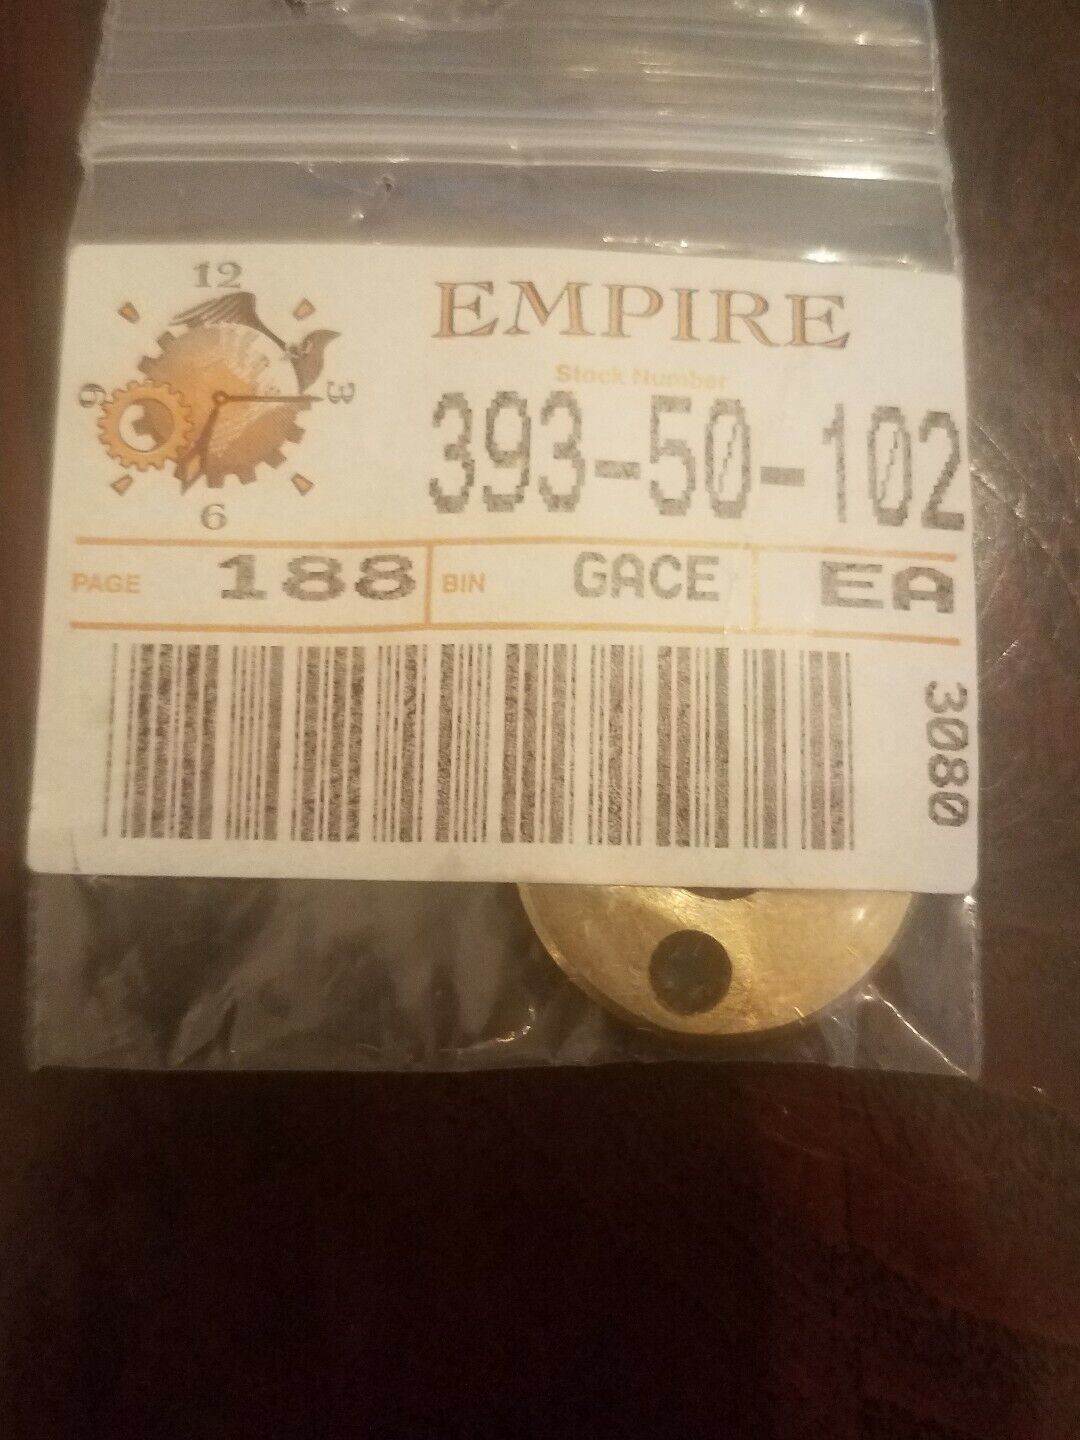 12
3
6
9
EMPIRE
Stock Number
393-50-102
PAGE 188 BIN GACE EA
3080